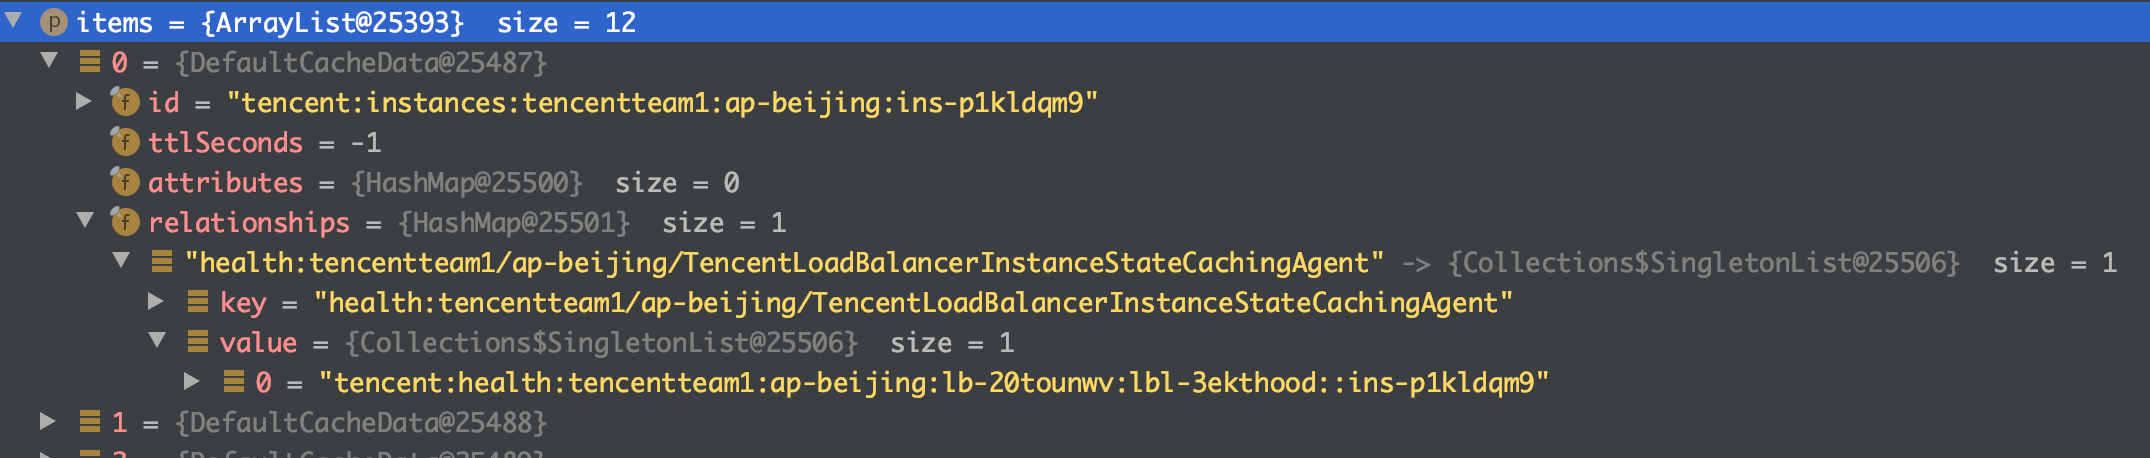 p items = {ArrayList@25393} size = 12
0 = {DefaultCacheData@25487}
f id = "tencent:instances:tencentteam1:ap-beijing:ins-p1kldqm9"
f ttlSeconds = -1
f attributes = {HashMap@25500} size = 0
f relationships = {HashMap@25501} size = 1
"health:tencentteam1/ap-beijing/TencentLoadBalancerInstanceStateCachingAgent" -> {Collections$SingletonList@25506} size = 1
key = "health:tencentteam1/ap-beijing/TencentLoadBalancerInstanceStateCachingAgent"
value = {Collections$SingletonList@25506} size = 1
0 = "tencent:health:tencentteam1:ap-beijing:lb-20tounwv:lbl-3ekthood::ins-p1kldqm9"
1 = {DefaultCacheData@25488}
2 = {DefaultCacheData@25489}